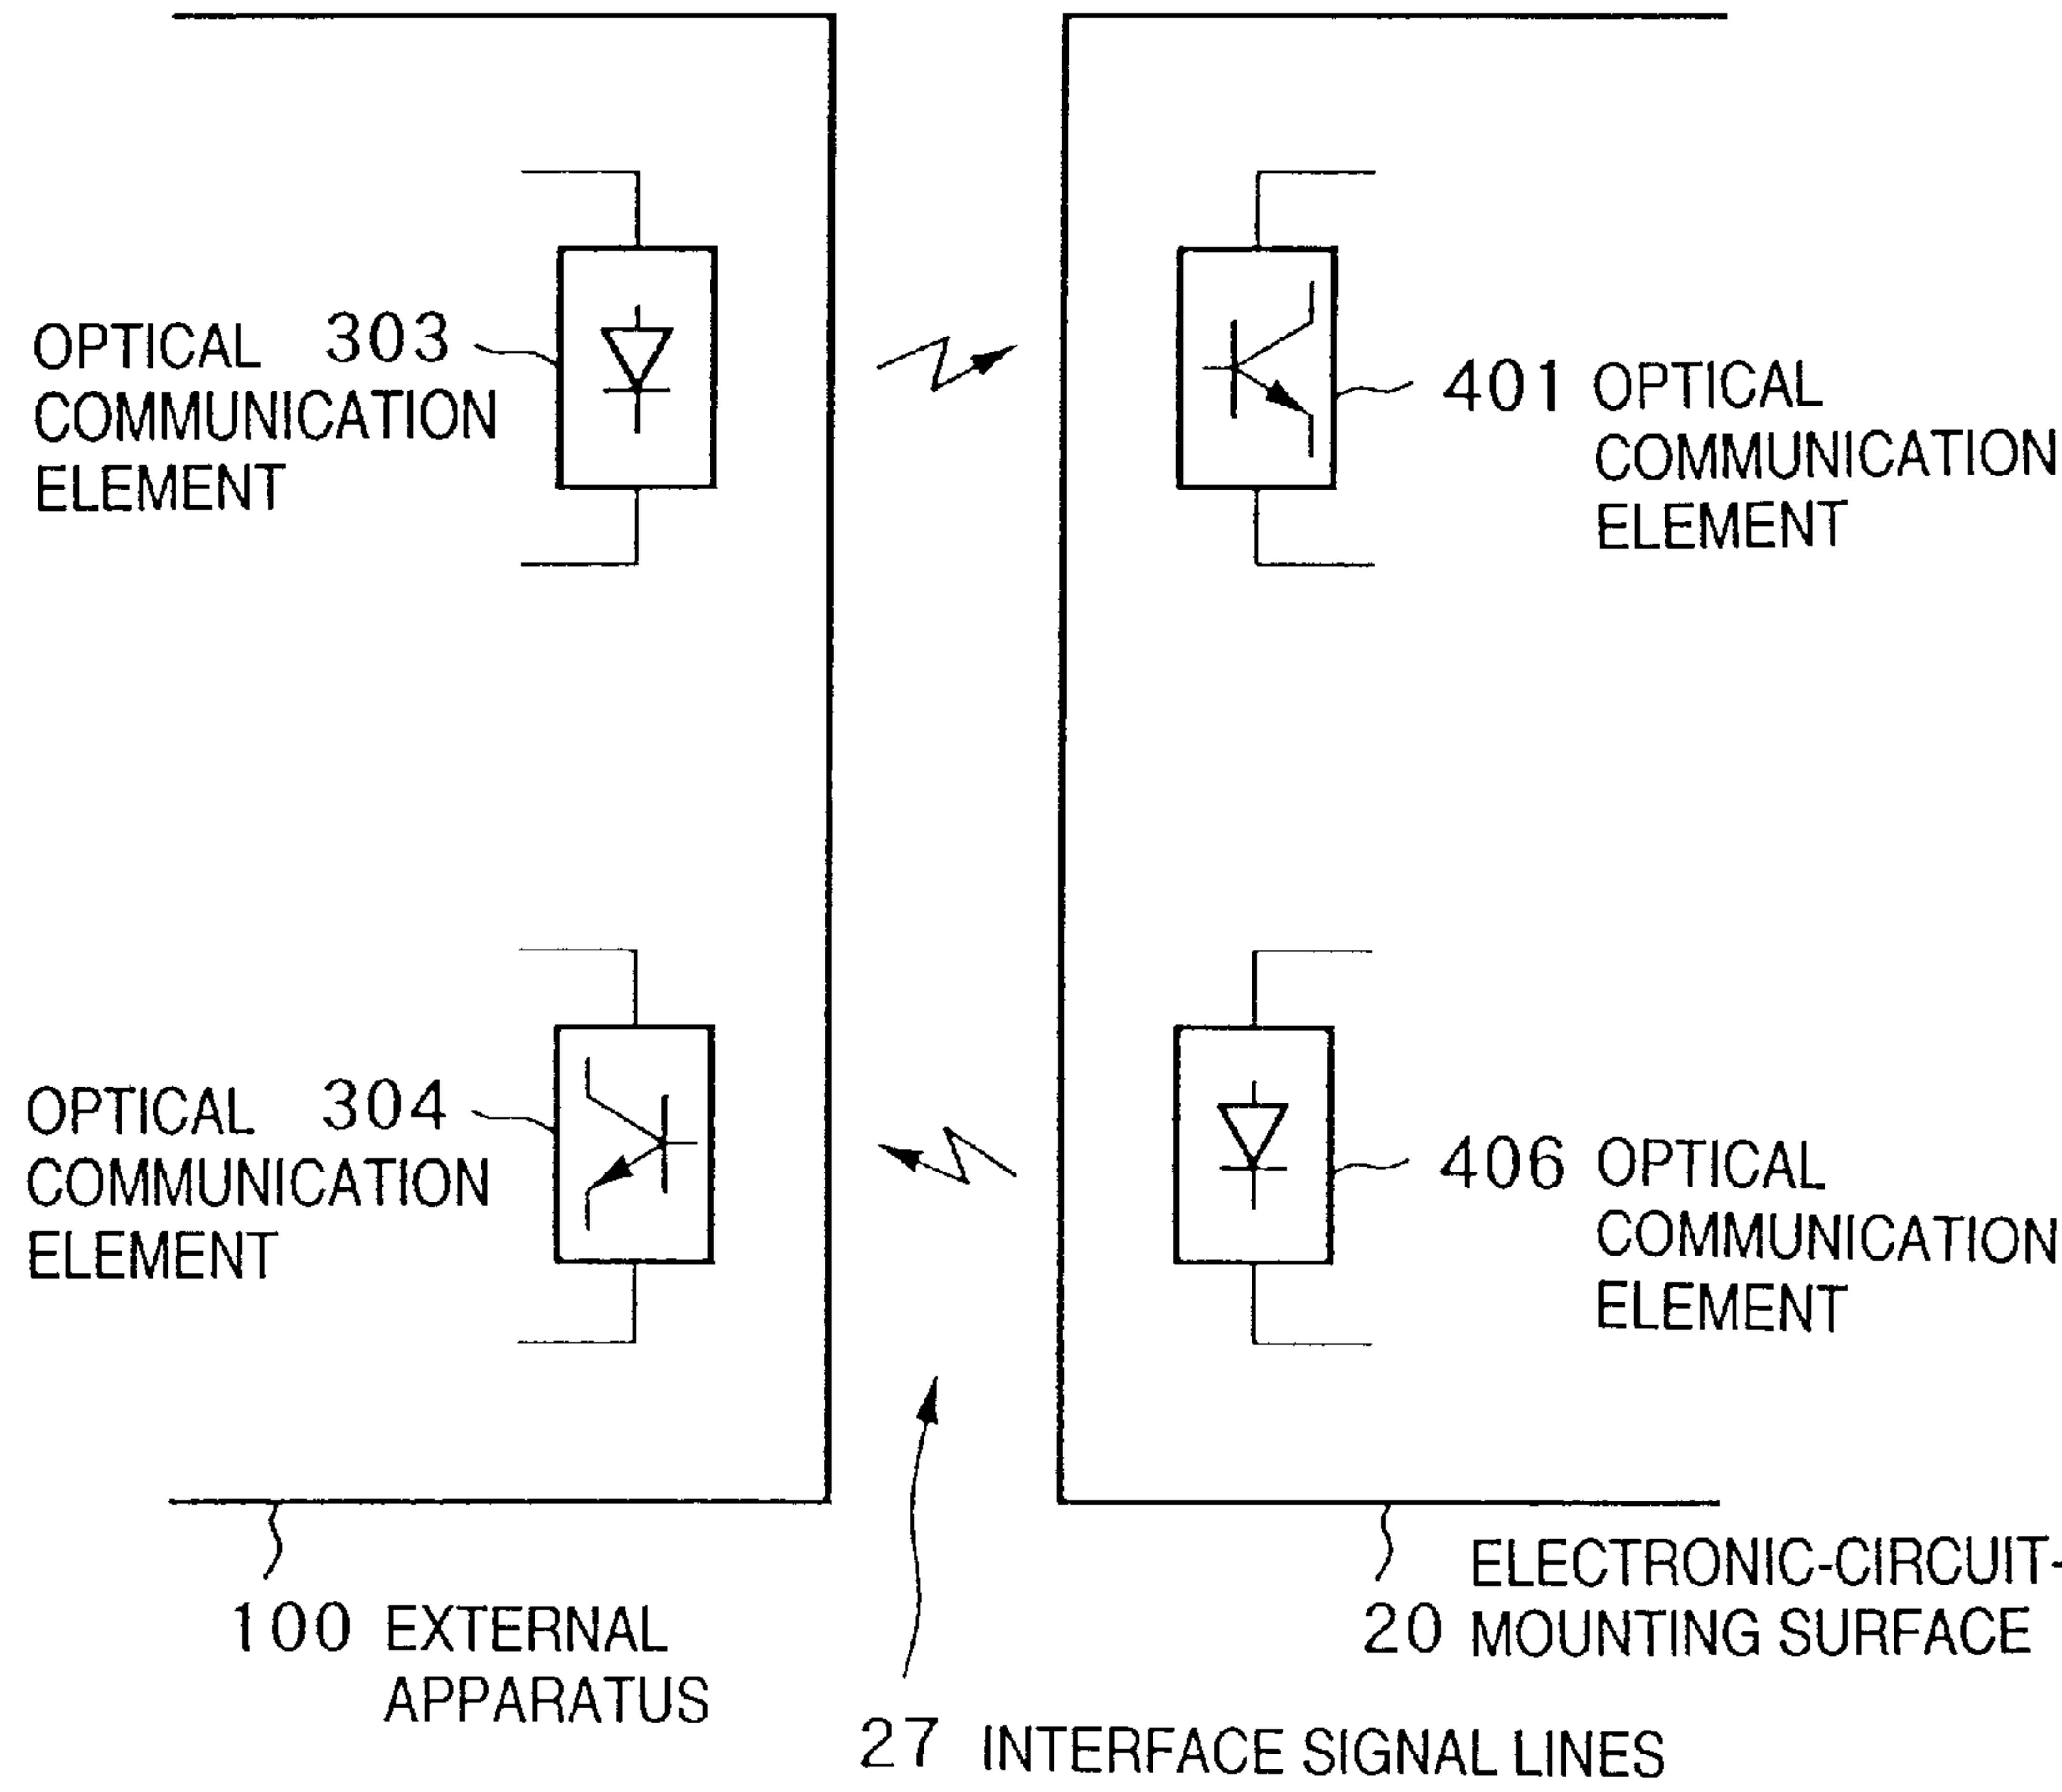 OPTICAL 303
COMMUNICATION
ELEMENT
401 OPTICAL
COMMUNICATION
ELEMENT
OPTICAL 304
COMMUNICATION
ELEMENT
406 OPTICAL
COMMUNICATION
ELEMENT
100 EXTERNAL
APPARATUS
ELECTRONIC-CIRCUIT-
20 MOUNTING SURFACE
27 INTERFACE SIGNAL LINES